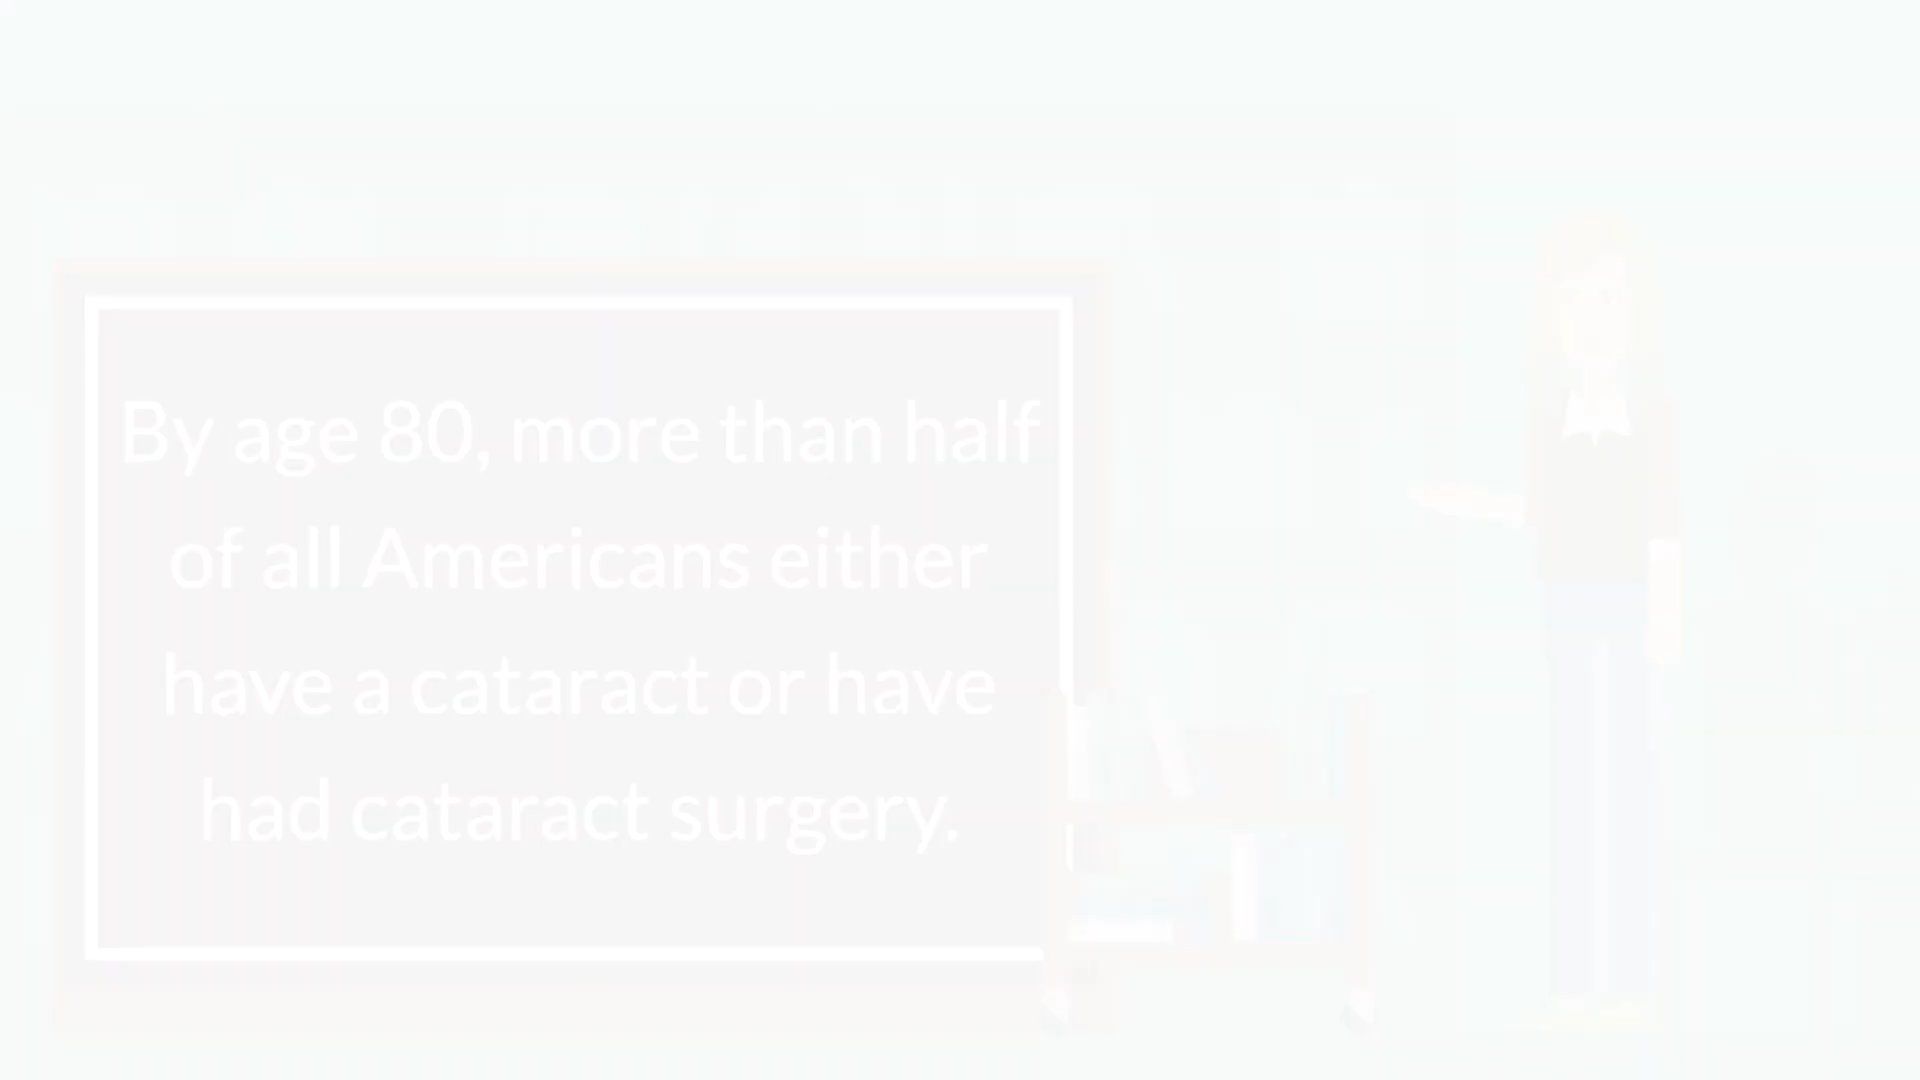 By age 80, more than half
of all Americans either
have a cataract or have
had cataract surgery.